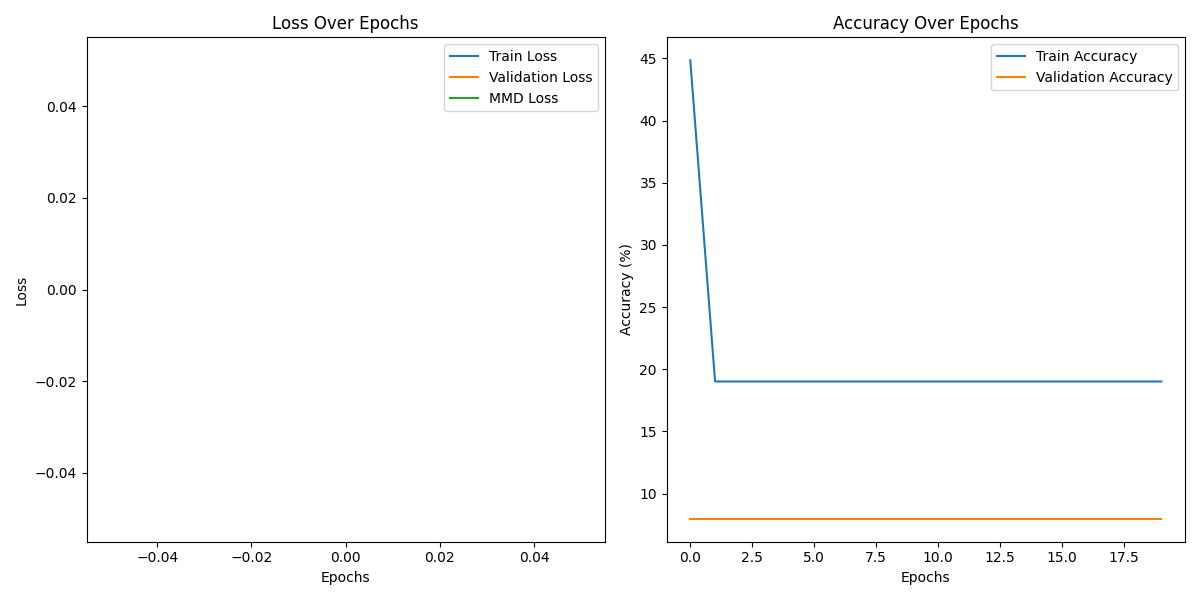 Loss Over Epochs
Train Loss
Validation Loss
MMD Loss
0.04
0.02
0.00
−0.02
−0.04
Loss
−0.04
−0.02
0.00
0.02
0.04
Epochs
Accuracy Over Epochs
Train Accuracy
Validation Accuracy
45
40
35
30
25
20
15
10
Accuracy (%)
0.0
2.5
5.0
7.5
10.0
12.5
15.0
17.5
Epochs